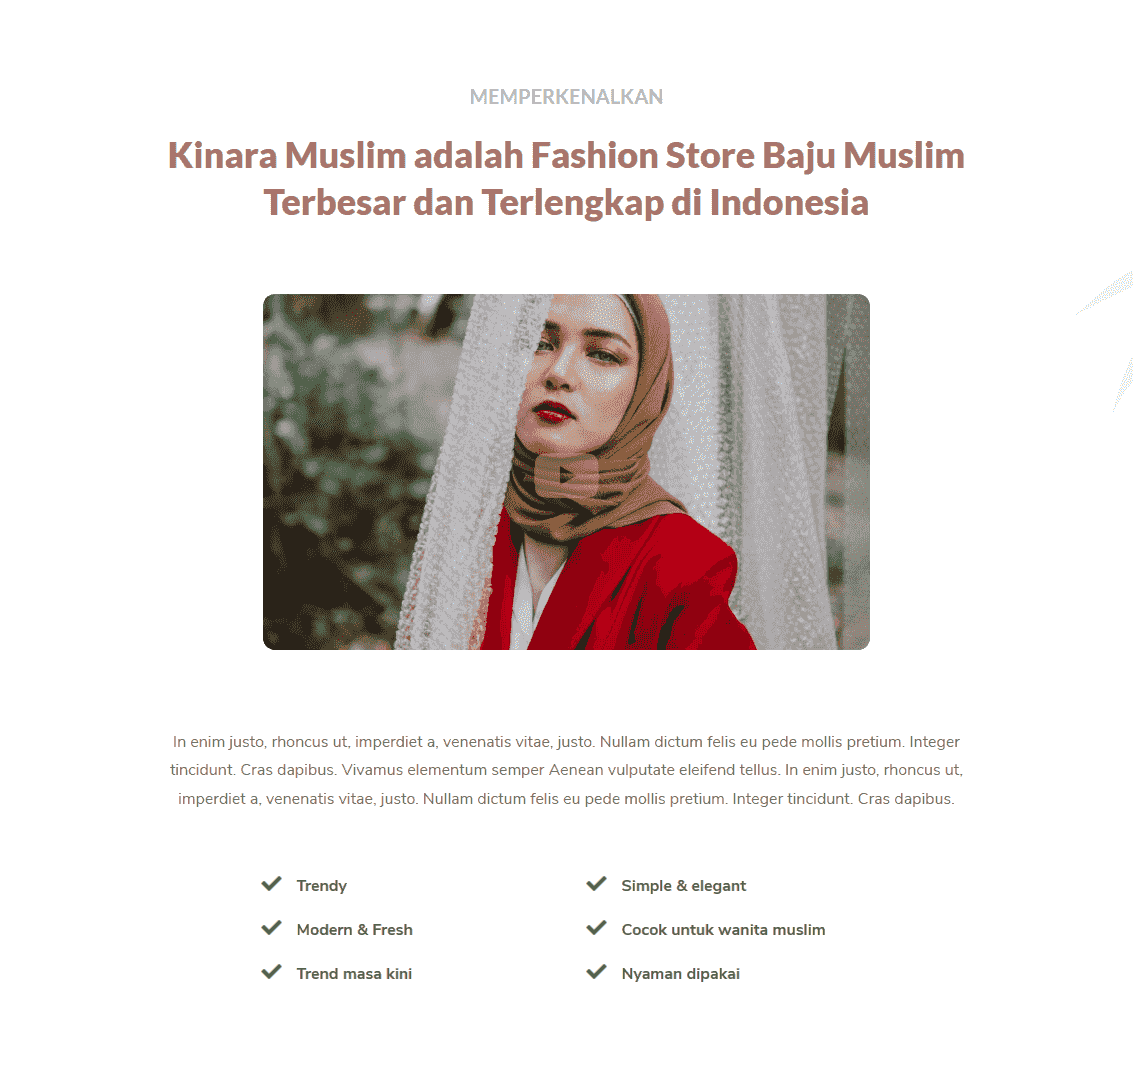 MEMPERKENALKAN
Kinara Muslim adalah Fashion Store Baju Muslim
Terbesar dan Terlengkap di Indonesia
In enim justo, rhoncus ut, imperdiet a, venenatis vitae, justo. Nullam dictum felis eu pede mollis pretium. Integer
tincidunt. Cras dapibus. Vivamus elementum semper Aenean vulputate eleifend tellus. In enim justo, rhoncus ut,
imperdiet a, venenatis vitae, justo. Nullam dictum felis eu pede mollis pretium. Integer tincidunt. Cras dapibus.
Trendy
Simple & elegant
Modern & Fresh
Cocok untuk wanita muslim
Trend masa kini
Nyaman dipakai